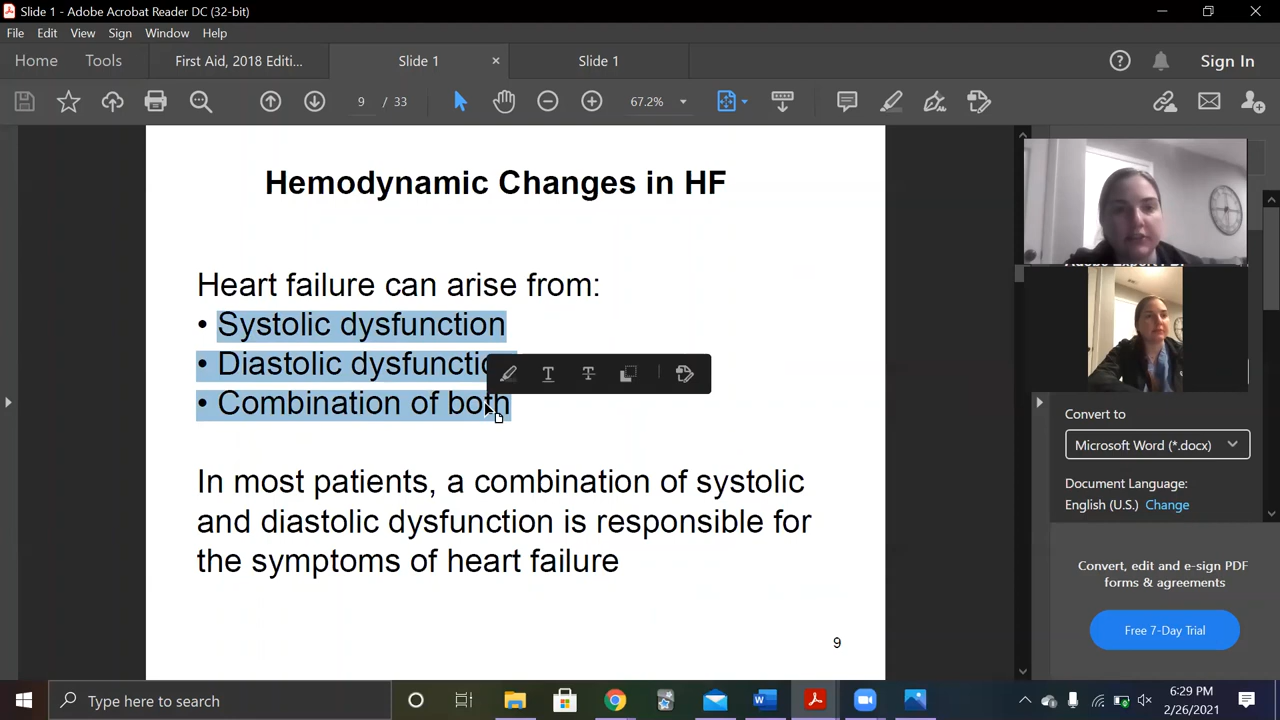 Slide 1 - Adobe Acrobat Reader DC (32-bit)
File Edit View Sign Window Help
Home Tools First Aid, 2018 Editi... Slide 1 × Slide 1 Sign In
9 / 33 67.2%
Hemodynamic Changes in HF
Heart failure can arise from:
• Systolic dysfunction
• Diastolic
• Combination of both
In most patients, a combination of systolic
and diastolic dysfunction is responsible for
the symptoms of heart failure
9
Convert to
Microsoft Word (*.docx)
Document Language:
English (U.S.) Change
Convert, edit and e-sign PDF
forms & agreements
Free 7-Day Trial
Type here to search
6:29 PM
2/26/2021